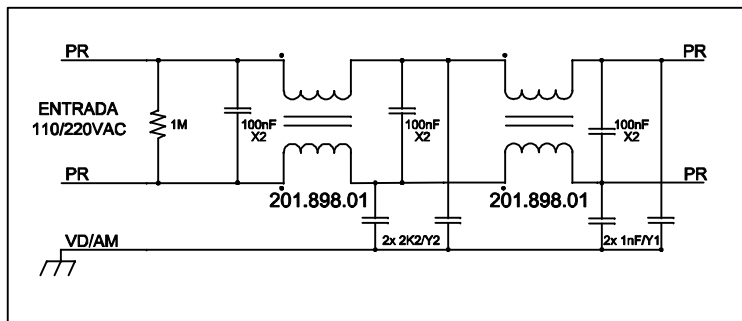 PR
PR
ENTRADA
110/220VAC
1M
100nF
X2
100nF
X2
100nF
X2
PR
PR
201.898.01
201.898.01
VD/AM
2x 2K2/Y2
2x 1nF/Y1